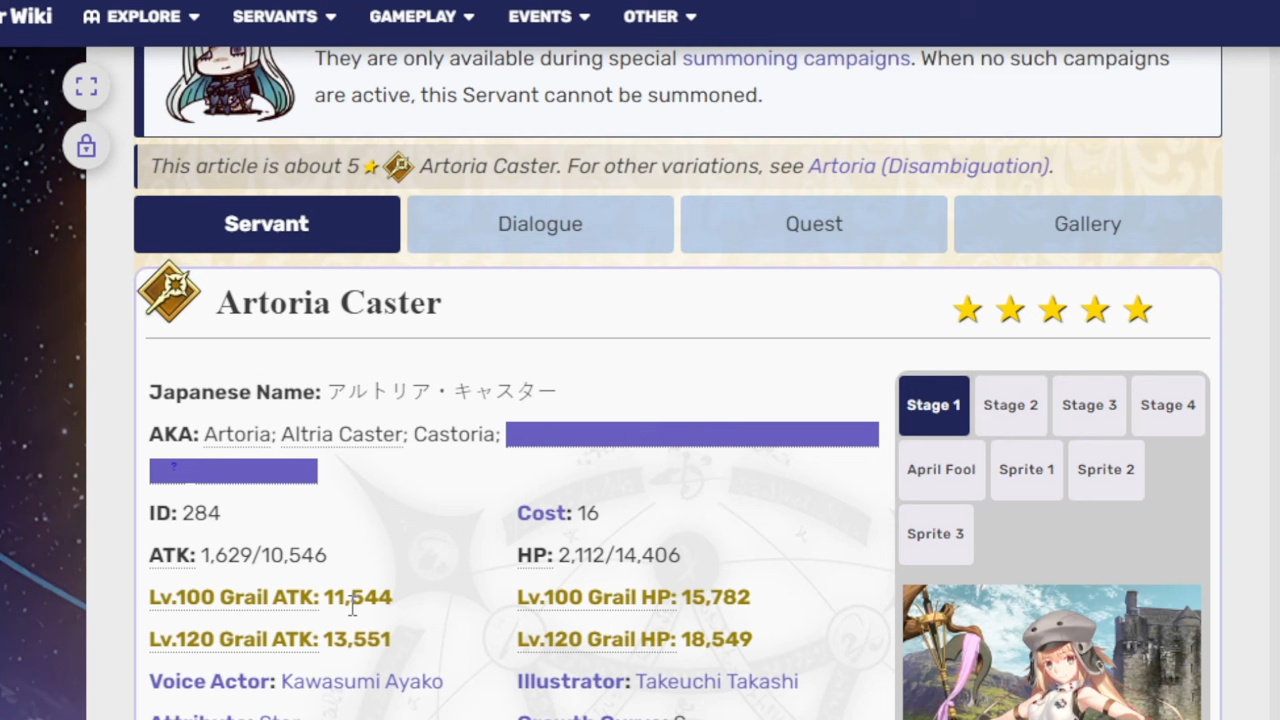 r Wiki EXPLORE SERVANTS GAMEPLAY EVENTS OTHER
They are only available during special summoning campaigns. When no such campaigns
are active, this Servant cannot be summoned.
This article is about 5 Artoria Caster. For other variations, see Artoria (Disambiguation).
Servant Dialogue Quest Gallery
Artoria Caster
Japanese Name: アルトリア・キャスター
AKA: Artoria; Altria Caster; Castoria;
?
ID: 284 Cost: 16
ATK: 1,629/10,546 HP: 2,112/14,406
Lv.100 Grail ATK: 11,544 Lv.100 Grail HP: 15,782
Lv.120 Grail ATK: 13,551 Lv.120 Grail HP: 18,549
Voice Actor: Kawasumi Ayako Illustrator: Takeuchi Takashi
Stage 1 Stage 2 Stage 3 Stage 4
April Fool Sprite 1 Sprite 2
Sprite 3